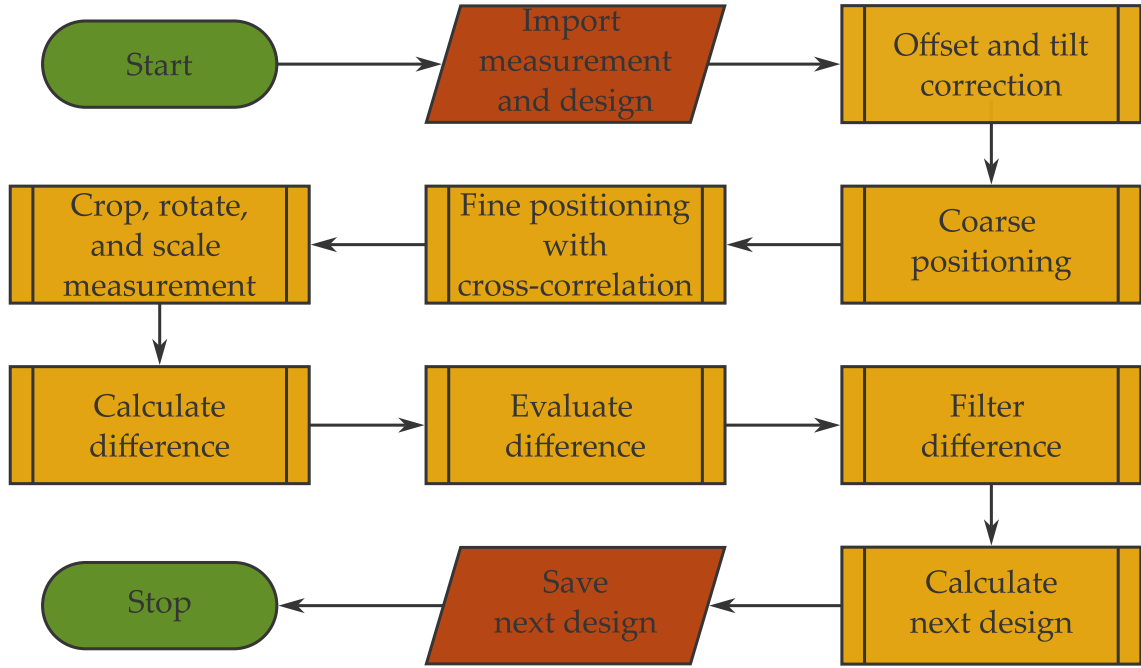 Start
Import
measurement
and design
Offset and tilt
correction
Crop, rotate,
and scale
measurement
Fine positioning
with
cross-correlation
Coarse
positioning
Calculate
difference
Evaluate
difference
Filter
difference
Stop
Save
next design
Calculate
next design